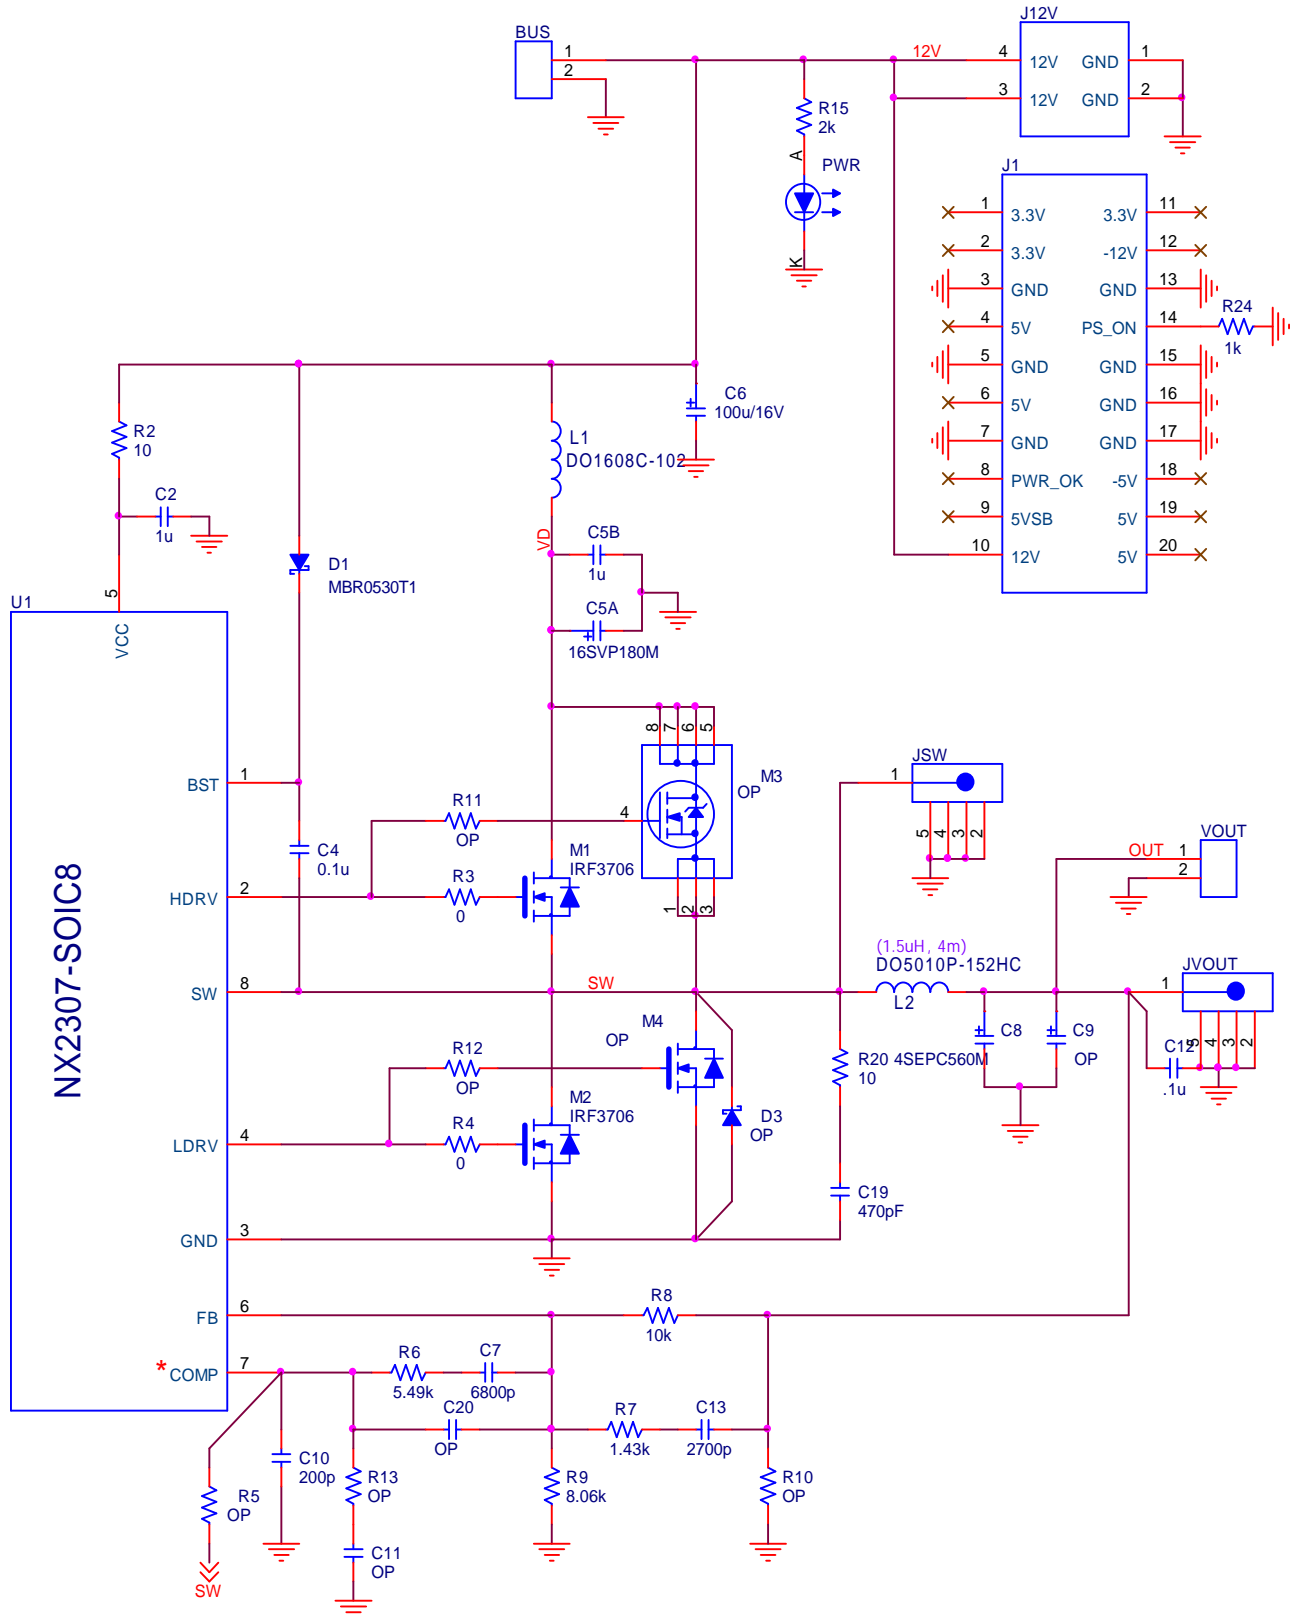 BUS
1
2
12V
J12V
4
12V
GND
1
3
12V
GND
2
R15
2k
A
PWR
K
J1
1
3.3V
3.3V
11
2
3.3V
-12V
12
3
GND
GND
13
4
5V
PS_ON
14
R24
1k
5
GND
GND
15
6
5V
GND
16
7
GND
GND
17
8
PWR_OK
-5V
18
9
5VSB
5V
19
10
12V
5V
20
C6
100u/16V
R2
10
L1
DO1608C-102
C2
1u
VD
C5B
1u
D1
MBR0530T1
C5A
16SVP180M
U1
5
VCC
NX2307-SOIC8
8
7
6
5
M3
OP
4
1
2
3
JSW
1
5
4
3
2
BST
1
R11
OP
C4
0.1u
M1
IRF3706
HDRV
2
R3
0
VOUT
OUT
1
2
(1.5uH, 4m)
DO5010P-152HC
L2
JVOUT
1
5
4
3
2
SW
8
SW
M4
OP
R12
OP
C8
4SEPC560M
C9
OP
C12
.1u
R20
10
M2
IRF3706
D3
OP
LDRV
4
R4
0
C19
470pF
GND
3
FB
6
R8
10k
*COMP
7
R6
5.49k
C7
6800p
C20
OP
R7
1.43k
C13
2700p
C10
200p
R13
OP
R9
8.06k
R10
OP
R5
OP
C11
OP
SW